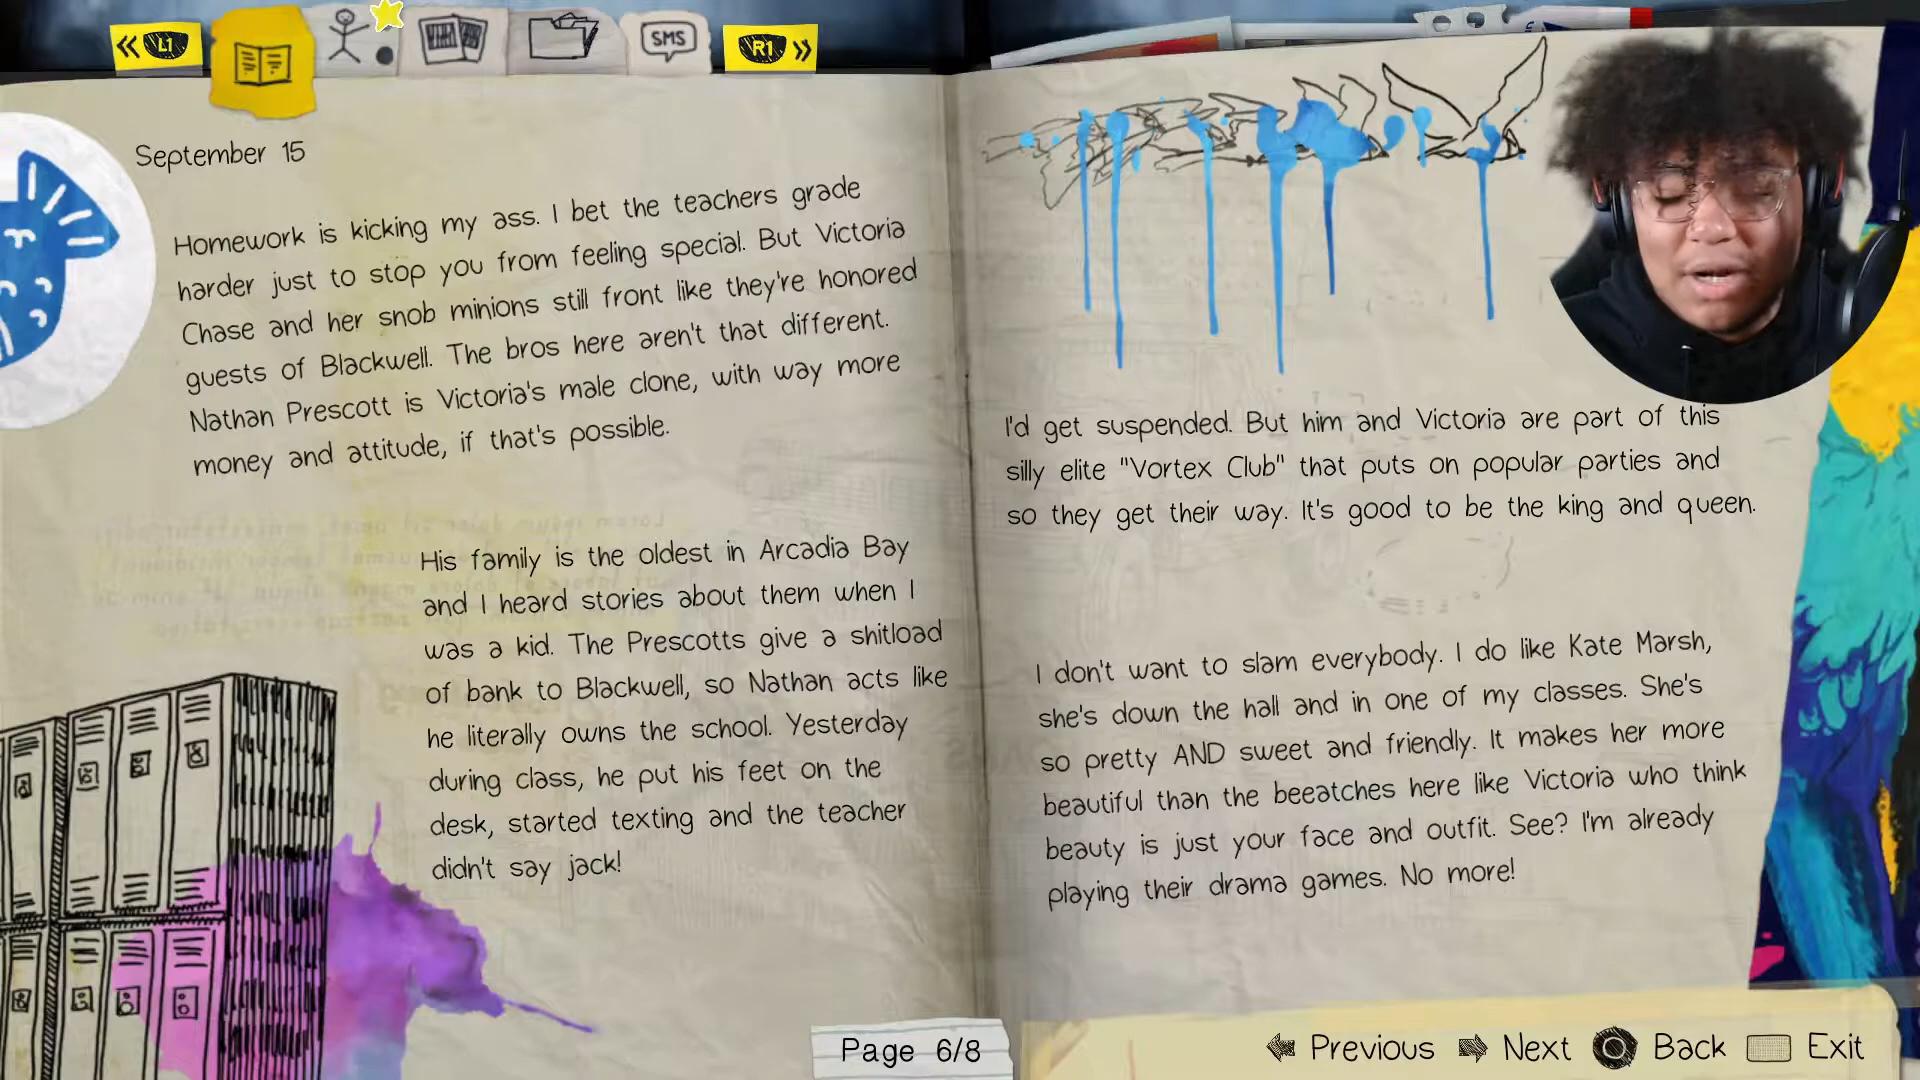 L1
SMS
R1
September 15
Homework is kicking my ass. I bet the teachers grade
harder just to stop you from feeling special. But Victoria
Chase and her snob minions still front like they're honored
guests of Blackwell. The bros here aren't that different.
Nathan Prescott is Victoria's male clone, with way more
money and attitude, if that's possible.
His family is the oldest in Arcadia Bay
and I heard stories about them when I
was a kid. The Prescotts give a shitload
of bank to Blackwell, so Nathan acts like
he literally owns the school. Yesterday
during class, he put his feet on the
desk, started texting and the teacher
didn't say jack!
I'd get suspended. But him and Victoria are part of this
silly elite "Vortex Club" that puts on popular parties and
so they get their way. It's good to be the king and queen.
I don't want to slam everybody. I do like Kate Marsh,
she's down the hall and in one of my classes. She's
so pretty AND sweet and friendly. It makes her more
beautiful than the beeatches here like Victoria who think
beauty is just your face and outfit. See? I'm already
playing their drama games. No more!
Page 6/8
Previous Next Back Exit